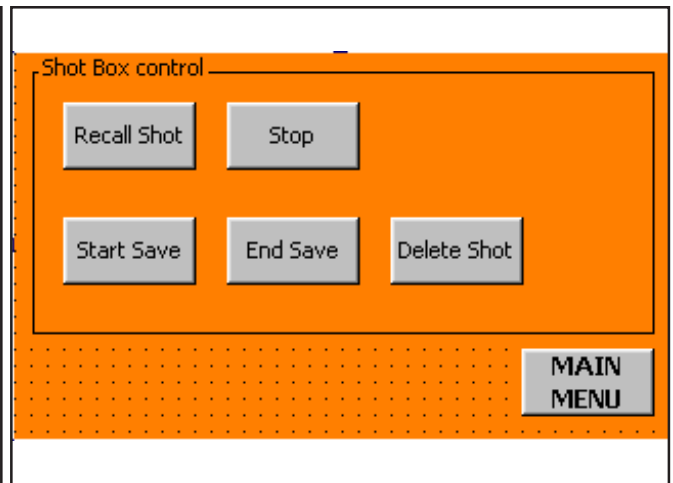 Shot Box control
Recall Shot
Stop
Start Save
End Save
Delete Shot
MAIN
MENU